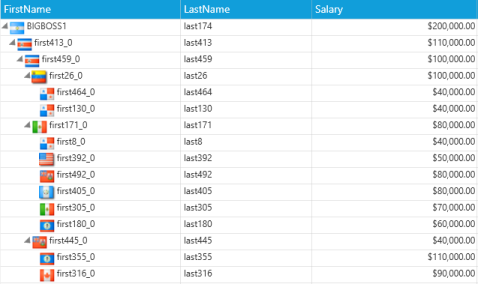 FirstName LastName Salary
BIGBOSS1 last174 $200,000.00
first413_0 last413 $110,000.00
first459_0 last459 $100,000.00
first26_0 last26 $100,000.00
first464_0 last464 $40,000.00
first130_0 last130 $40,000.00
first171_0 last171 $80,000.00
first8_0 last8 $40,000.00
first392_0 last392 $50,000.00
first492_0 last492 $80,000.00
first405_0 last405 $80,000.00
first305_0 last305 $70,000.00
first180_0 last180 $60,000.00
first445_0 last445 $40,000.00
first355_0 last355 $110,000.00
first316_0 last316 $90,000.00